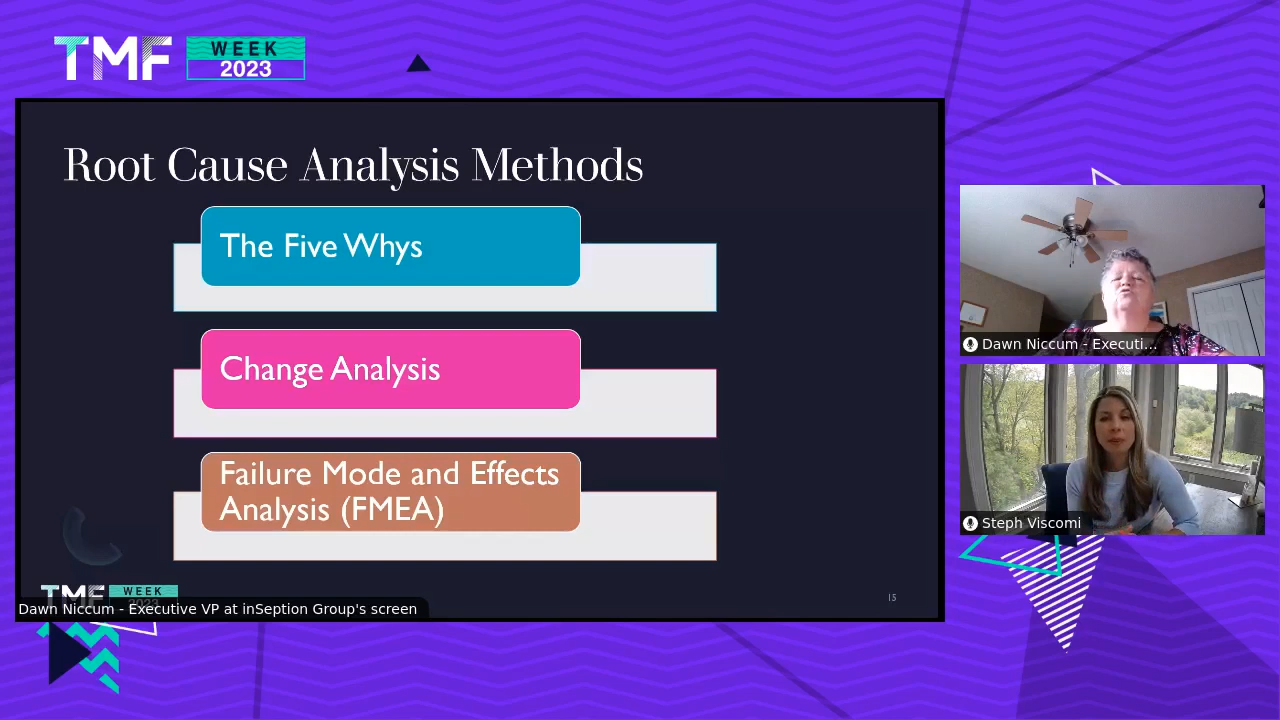 TMF WEEK
2023
Root Cause Analysis Methods
The Five Whys
Change Analysis
Failure Mode and Effects
Analysis (FMEA)
TMF WEEK
15
Dawn Niccum - Executive VP at inSeption Group's screen
Dawn Niccum - Executi...
Steph Viscomi